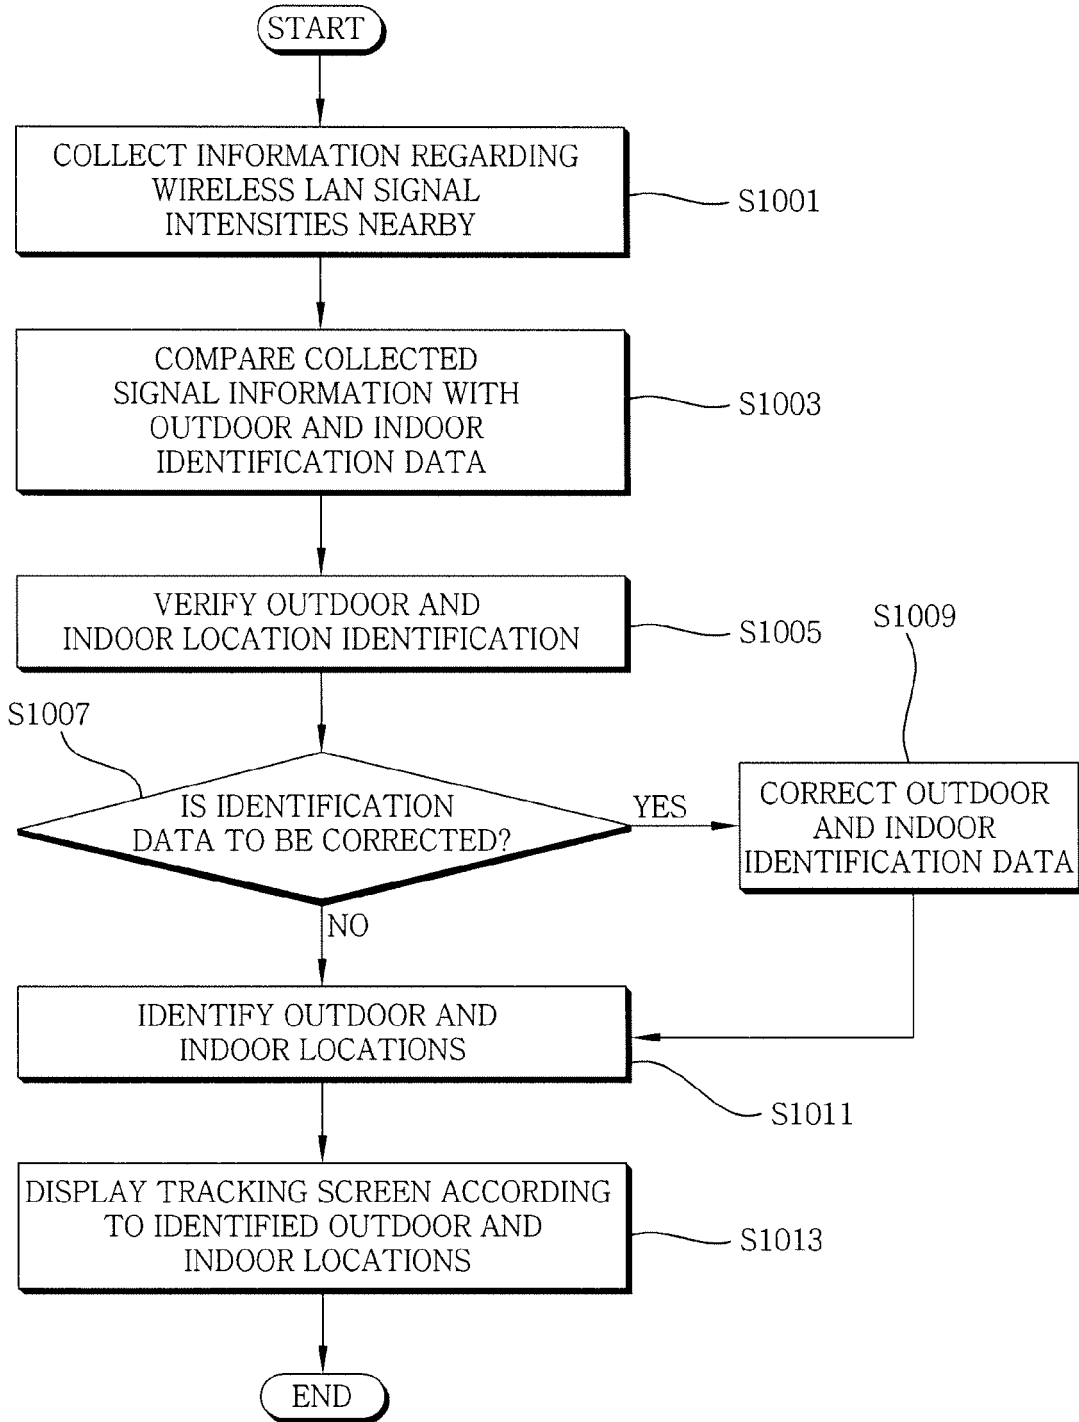 START
COLLECT INFORMATION REGARDING
WIRELESS LAN SIGNAL
INTENSITIES NEARBY
S1001
COMPARE COLLECTED
SIGNAL INFORMATION WITH
OUTDOOR AND INDOOR
IDENTIFICATION DATA
S1003
VERIFY OUTDOOR AND
INDOOR LOCATION IDENTIFICATION
S1005
S1007
IS IDENTIFICATION
DATA TO BE CORRECTED?
YES
S1009
CORRECT OUTDOOR
AND INDOOR
IDENTIFICATION DATA
NO
IDENTIFY OUTDOOR AND
INDOOR LOCATIONS
S1011
DISPLAY TRACKING SCREEN ACCORDING
TO IDENTIFIED OUTDOOR AND
INDOOR LOCATIONS
S1013
END